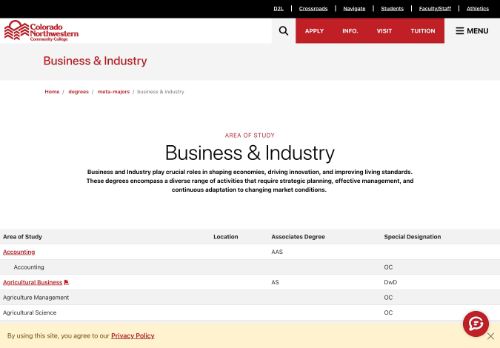 D2L | Crossroads | Navigate | Students | Faculty/Staff | Athletics
Colorado
Northwestern
Community College
APPLY INFO. VISIT TUITION MENU
Business & Industry
Home / degrees / meta-majors / Business & Industry
AREA OF STUDY
Business & Industry
Business and Industry play crucial roles in shaping economies, driving innovation, and improving living standards.
These degrees encompass a diverse range of activities that require strategic planning, effective management, and
continuous adaptation to changing market conditions.
Area of Study Location Associates Degree Special Designation
Accounting AAS
Accounting OC
Agricultural Business AS DwD
Agriculture Management OC
Agricultural Science OC
By using this site, you agree to our Privacy Policy